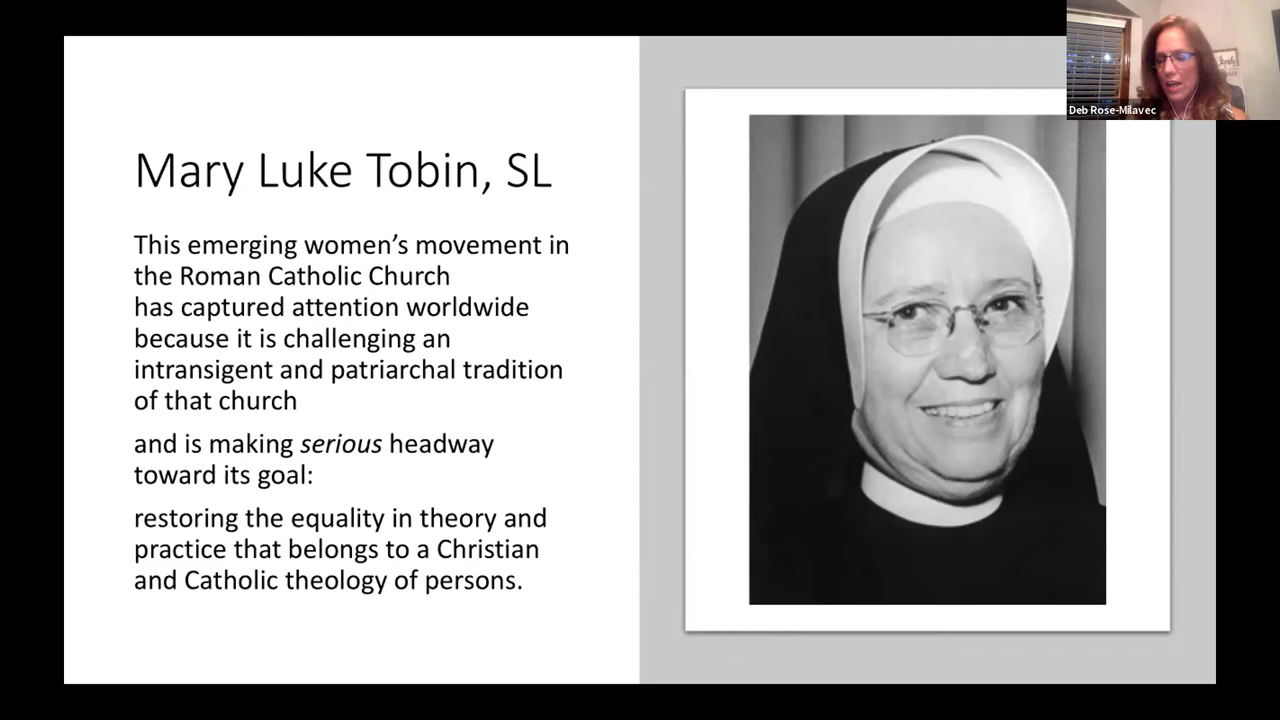 Mary Luke Tobin, SL
This emerging women’s movement in
the Roman Catholic Church
has captured attention worldwide
because it is challenging an
intransigent and patriarchal tradition
of that church
and is making serious headway
toward its goal:
restoring the equality in theory and
practice that belongs to a Christian
and Catholic theology of persons.
Deb Rose-Milavec